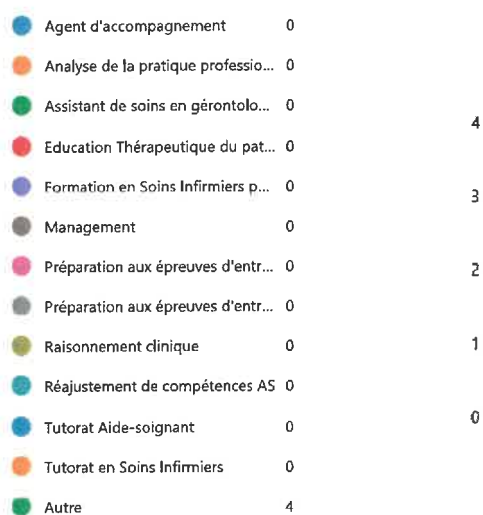 Agent d'accompagnement 0
Analyse de la pratique professio... 0
Assistant de soins en gérontolo... 0
Education Thérapeutique du pat... 0
Formation en Soins Infirmiers p... 0
Management 0
Préparation aux épreuves d'entr... 0
Préparation aux épreuves d'entr... 0
Raisonnement clinique 0
Réajustement de compétences AS 0
Tutorat Aide-soignant 0
Tutorat en Soins Infirmiers 0
Autre 4
4
3
2
1
0